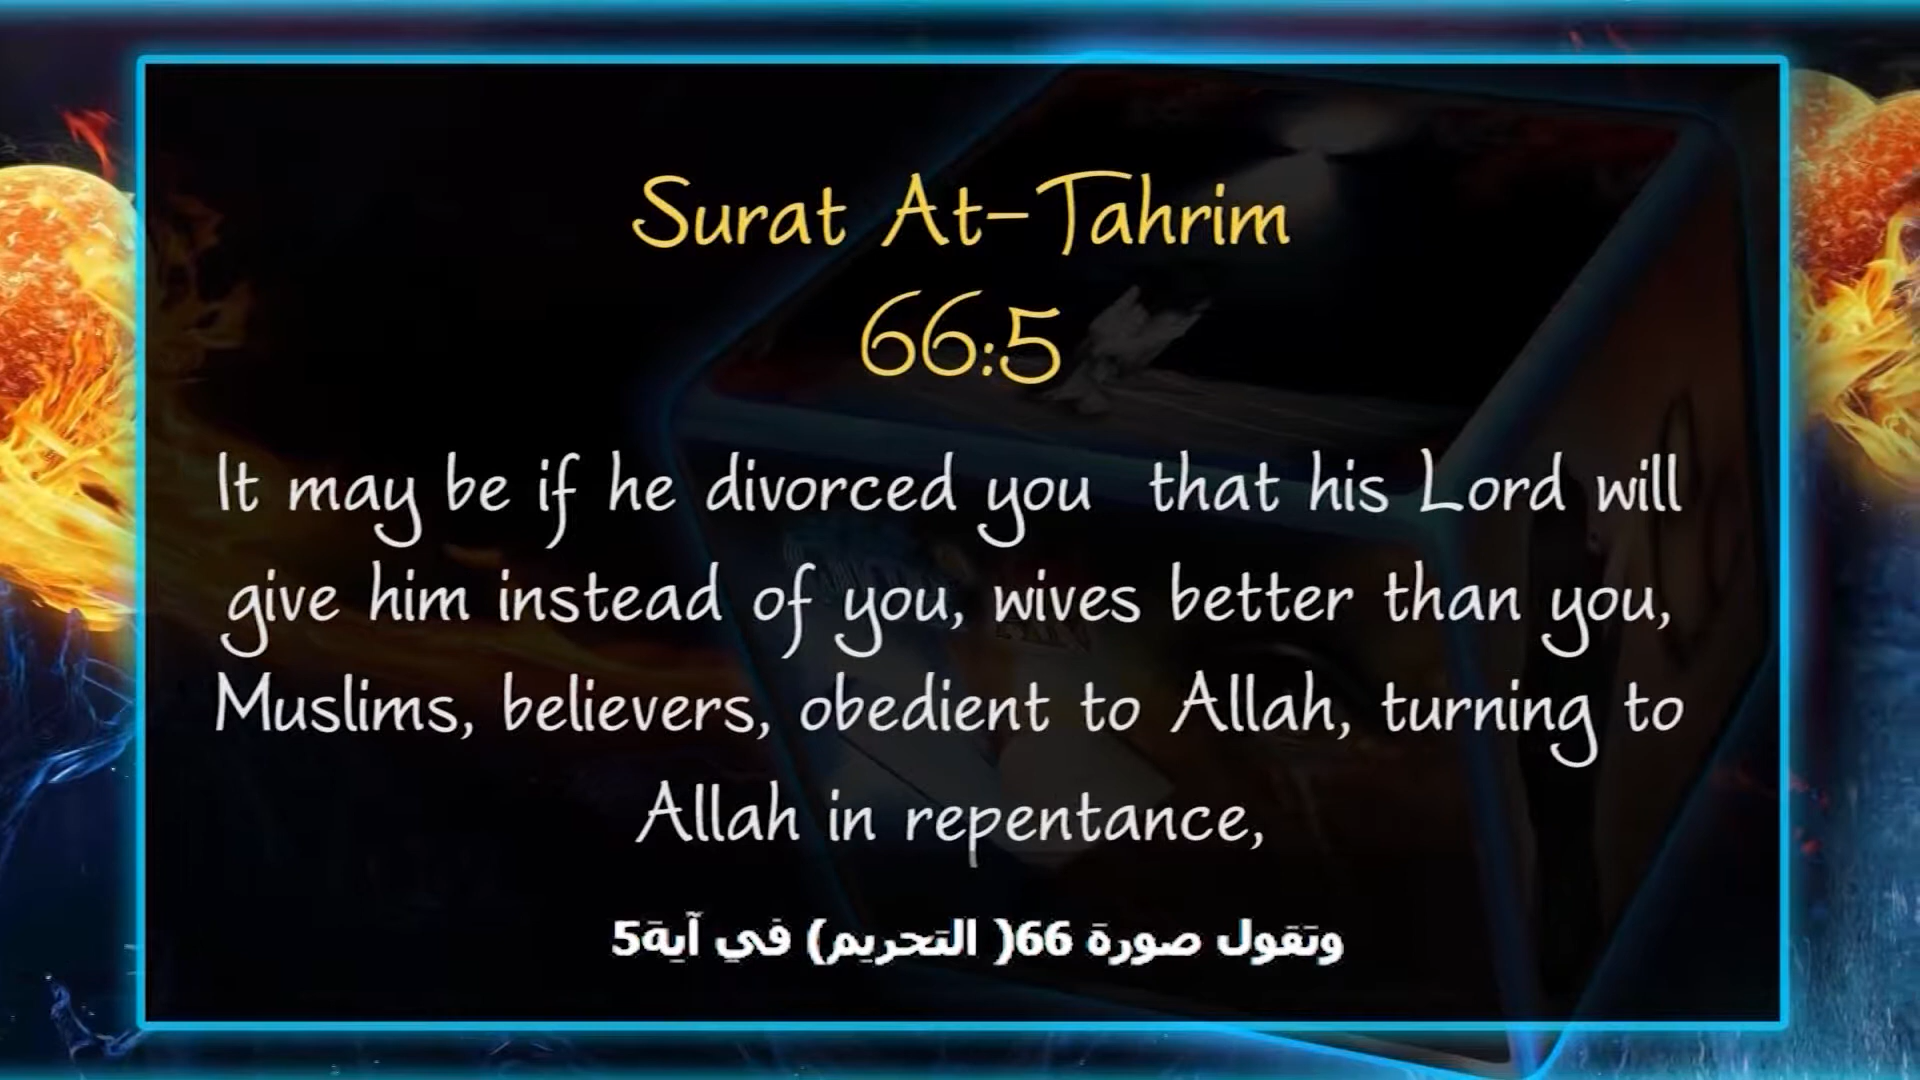 Surat At-Tahrim
66:5
It may be if he divorced you that his Lord will
give him instead of you, wives better than you,
Muslims, believers, obedient to Allah, turning to
Allah in repentance,
وتقول صورة 66( التحريم) في آية5